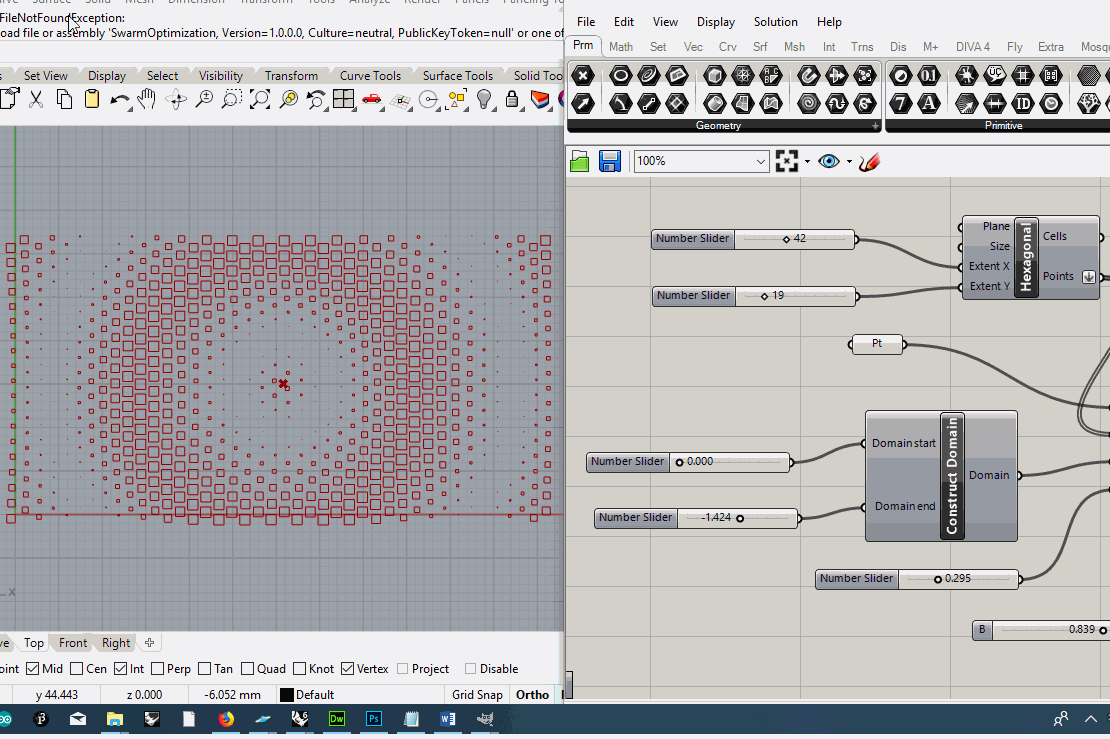 FileNotFoundException:
oad file or assembly 'SwarmOptimization, Version=1.0.0.0, Culture=neutral, PublicKeyToken=null' or one of
s Set View Display Select Visibility Transform Curve Tools Surface Tools Solid Too
File Edit View Display Solution Help
Prm Math Set Vec Crv Srf Msh Int Trns Dis M+ DIVA 4 Fly Extra Mosq
Geometry Primitive
100%
Number Slider 42
Number Slider 19
Plane
Size
Extent X
Extent Y
Hexagonal
Cells
Points
Pt
Number Slider 0.000
Number Slider -1.424
Domain start
Domain end
Construct Domain
Domain
Number Slider 0.295
B 0.839
X
ve Top Front Right
oint Mid Cen Int Perp Tan Quad Knot Vertex Project Disable
y 44.443 z 0.000 -6.052 mm Default Grid Snap Ortho
Dw Ps